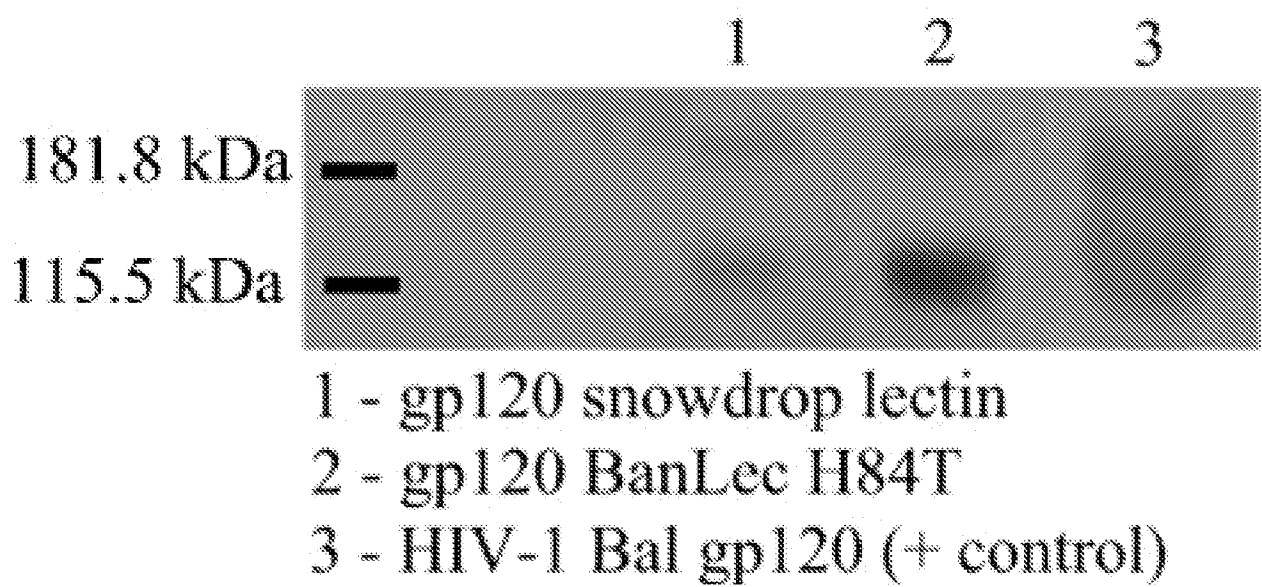 1 2 3
181.8 kDa
115.5 kDa
1 - gp120 snowdrop lectin
2 - gp120 BanLec H84T
3 - HIV-1 Bal gp120 (+ control)